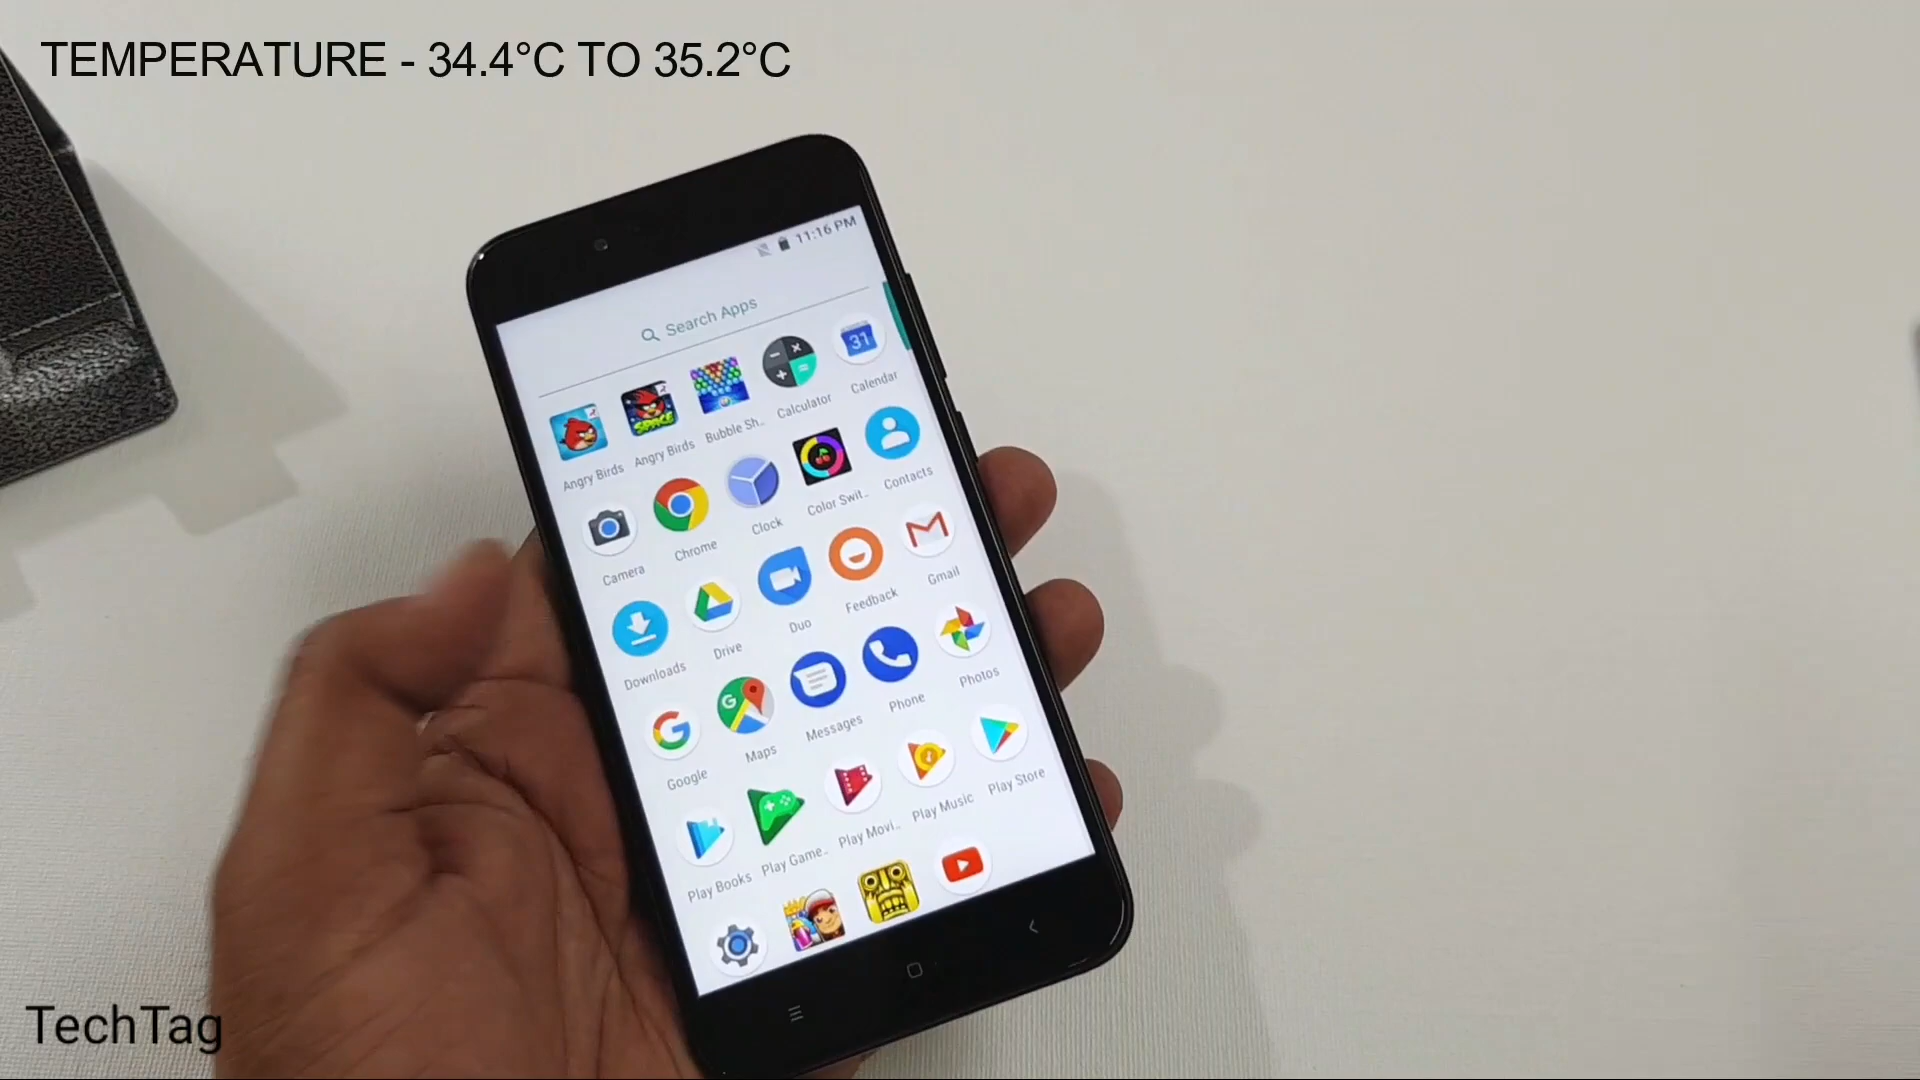 TEMPERATURE - 34.4°C TO 35.2°C
11:16 PM
Search Apps
Angry Birds
Angry Birds
Bubble Sh..
Calculator
Calendar
31
SPACE
Camera
Chrome
Clock
Color Swit..
Contacts
Downloads
Drive
Duo
Feedback
Gmail
Google
Maps
Messages
Phone
Photos
Play Books
Play Game..
Play Movi..
Play Music
Play Store
TechTag